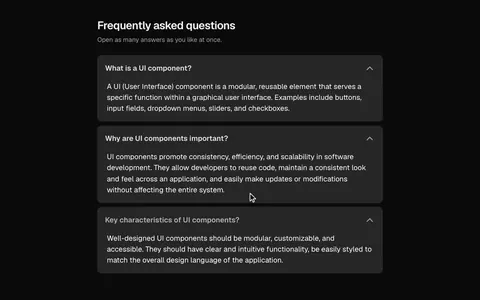 Frequently asked questions
Open as many answers as you like at once.
What is a UI component?
A UI (User Interface) component is a modular, reusable element that serves a
specific function within a graphical user interface. Examples include buttons,
input fields, dropdown menus, sliders, and checkboxes.
Why are UI components important?
UI components promote consistency, efficiency, and scalability in software
development. They allow developers to reuse code, maintain a consistent look
and feel across an application, and easily make updates or modifications
without affecting the entire system.
Key characteristics of UI components?
Well-designed UI components should be modular, customizable, and
accessible. They should have clear and intuitive functionality, be easily styled to
match the overall design language of the application.